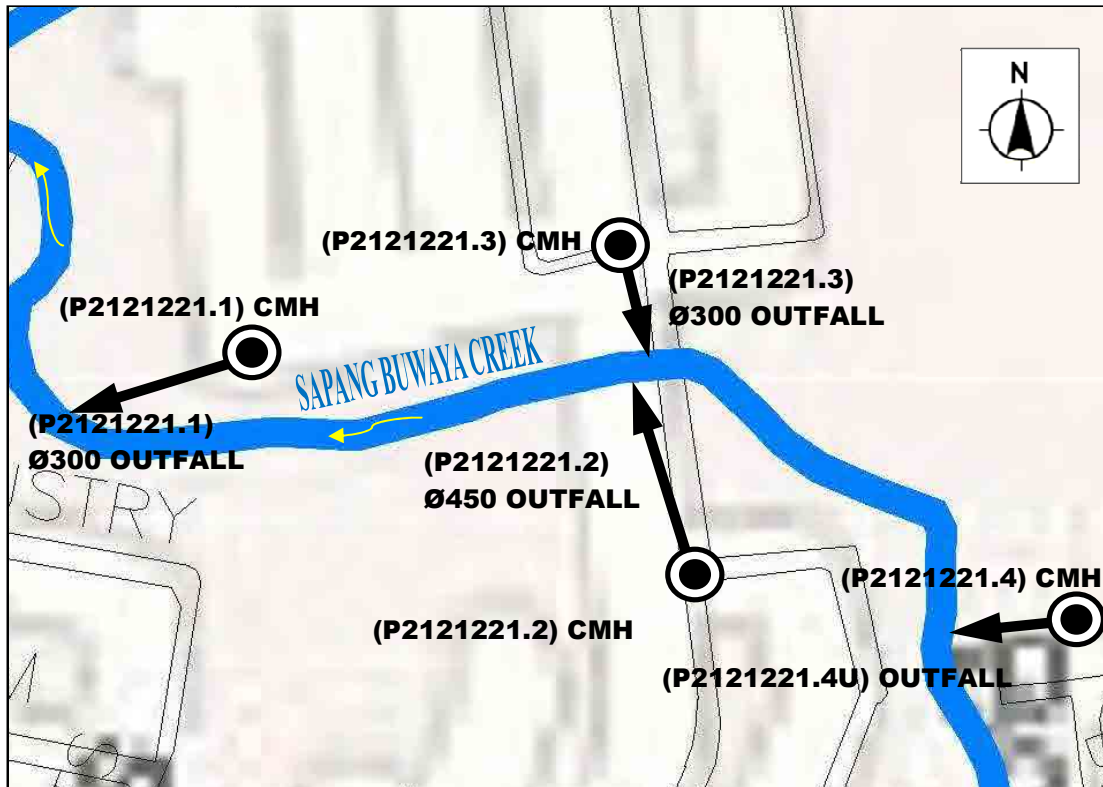 N
(P2121221.3) CMH
(P2121221.3)
Ø300 OUTFALL
(P2121221.1) CMH
SAPANG BUWAYA CREEK
(P2121221.1)
Ø300 OUTFALL
(P2121221.2)
Ø450 OUTFALL
(P2121221.4) CMH
(P2121221.2) CMH
(P2121221.4U) OUTFALL